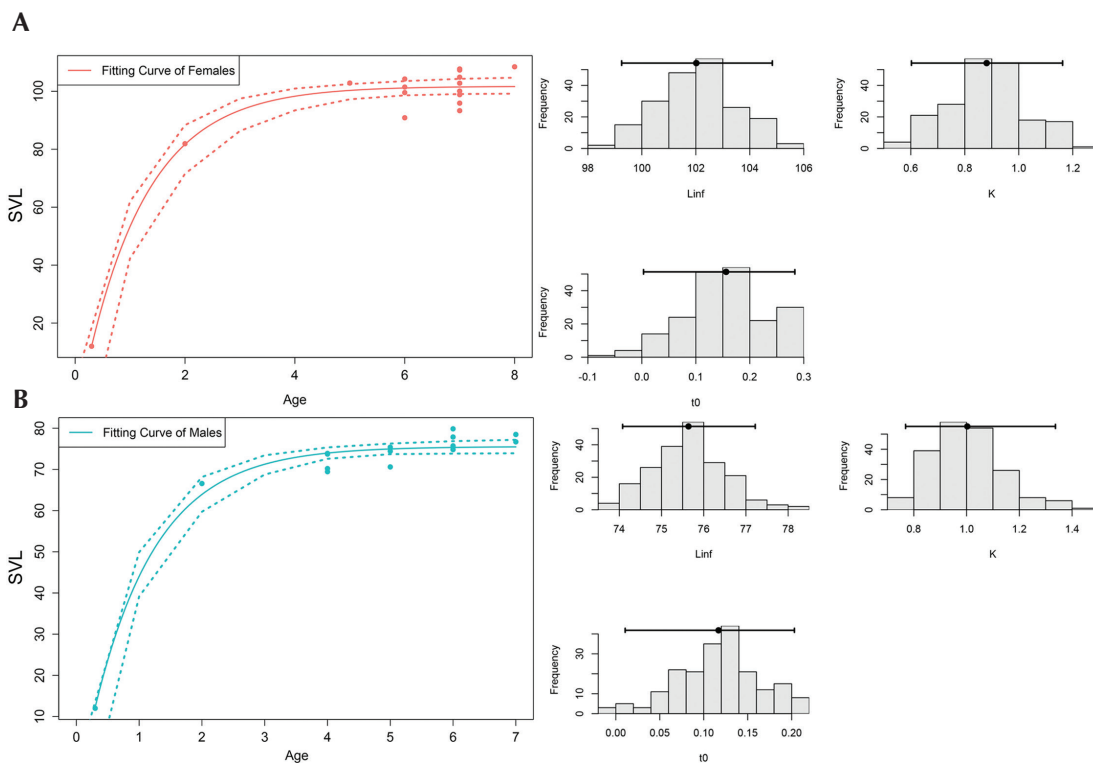 A
Fitting Curve of Females
SVL
20 40 60 80 100
0 2 4 6 8
Age
Frequency
0 20 40
98 100 102 104 106
Linf
Frequency
0 20 40
0.6 0.8 1.0 1.2
K
Frequency
0 20 40
-0.1 0.0 0.1 0.2 0.3
t0
B
Fitting Curve of Males
SVL
10 20 30 40 50 60 70 80
0 1 2 3 4 5 6 7
Age
Frequency
0 20 40
74 75 76 77 78
Linf
Frequency
0 20 40
0.8 1.0 1.2 1.4
K
Frequency
0 10 30
0.00 0.05 0.10 0.15 0.20
t0